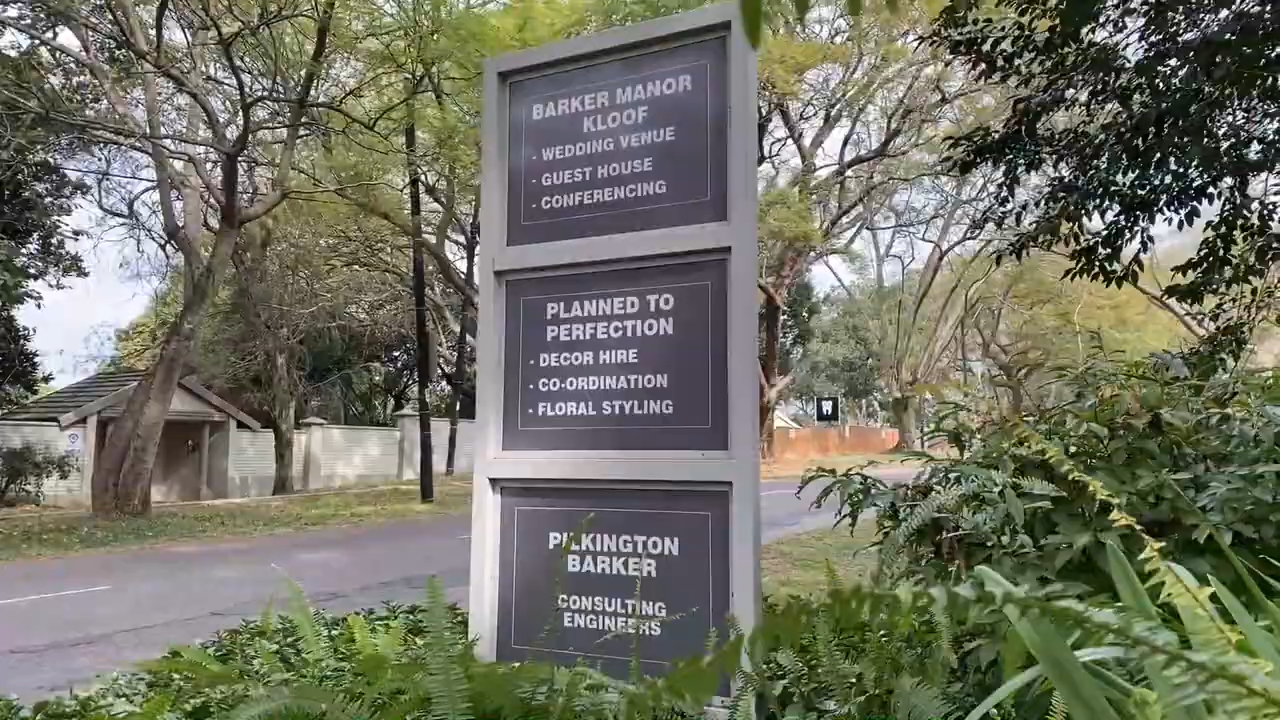 BARKER MANOR
KLOOF
- WEDDING VENUE
- GUEST HOUSE
- CONFERENCING
PLANNED TO
PERFECTION
- DECOR HIRE
- CO-ORDINATION
- FLORAL STYLING
PILKINGTON
BARKER
CONSULTING
ENGINEERS